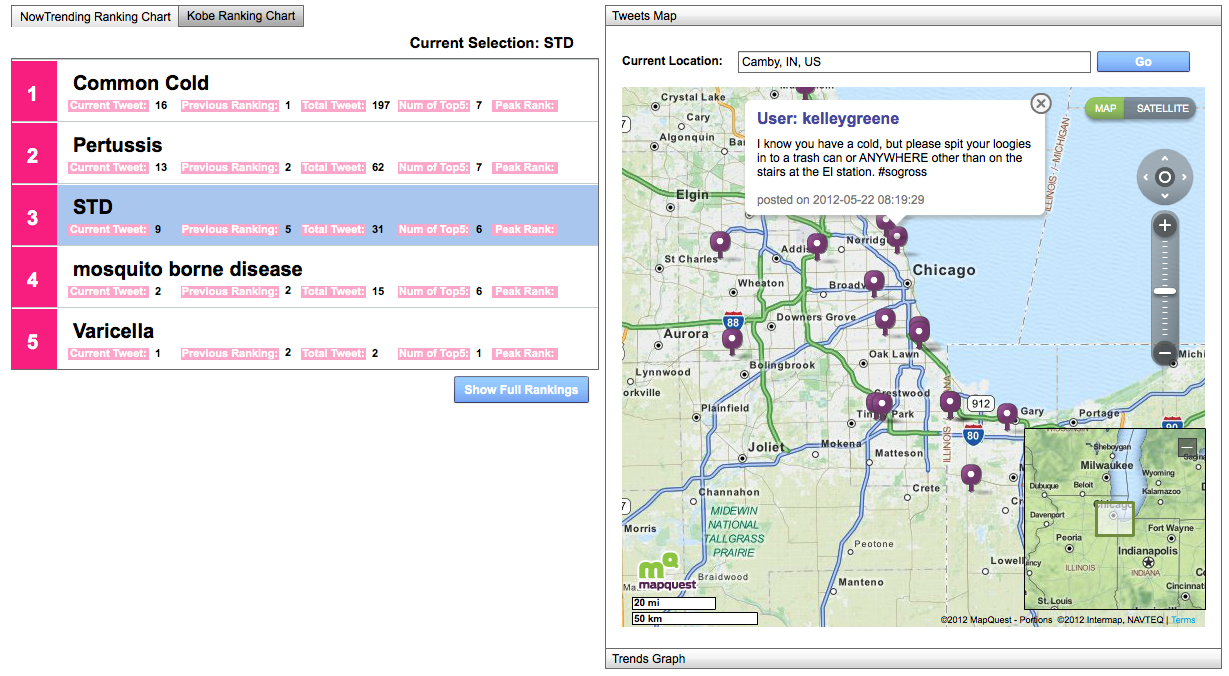 NowTrending Ranking Chart
Kobe Ranking Chart
Current Selection: STD
1
Common Cold
Current Tweet: 16 Previous Ranking: 1 Total Tweet: 197 Num of Top5: 7 Peak Rank:
2
Pertussis
Current Tweet: 13 Previous Ranking: 2 Total Tweet: 62 Num of Top5: 7 Peak Rank:
3
STD
Current Tweet: 9 Previous Ranking: 5 Total Tweet: 31 Num of Top5: 6 Peak Rank:
4
mosquito borne disease
Current Tweet: 2 Previous Ranking: 2 Total Tweet: 15 Num of Top5: 6 Peak Rank:
5
Varicella
Current Tweet: 1 Previous Ranking: 2 Total Tweet: 2 Num of Top5: 1 Peak Rank:
Show Full Rankings
Tweets Map
Current Location: Camby, IN, US Go
Crystal Lake
Cary
Algonquin
Elgin
User: kelleygreene
I know you have a cold, but please spit your loogies
in to a trash can or ANYWHERE other than on the
stairs at the El station. #sogross
posted on 2012-05-22 08:19:29
MAP SATELLITE
ILLINOIS MICHIGAN
Addis
Norridg
St Charles
Chicago
Wheaton
Broadv
88
Downers Grove
Aurora
Oak Lawn
Lynnwood
Bolingbrook
Michi
orkville
Crestwood
Plainfield
Tin Park
912
Gary
Portage
90
80
ILLINOIS
IANA
Joliet
Mokena
Matteson
Channahon
Crete
MIDEWIN
NATIONAL
TALLGRASS
PRAIRIE
Morris
Peotone
Lowel
Braidwood
Manteno
mapquest
20 mi
50 km
Sheboygan
Milwaukee
Wyoming
Sagin
Dubuque
Beloit
Kalamazoo
Chicago
Davenport
Fort Wayne
Peoria
Indianapolis
ILLINOIS
INDIANA
Cincinnat
St. Louis
©2012 MapQuest - Portions ©2012 Intermap, NAVTEQ | Terms
Trends Graph